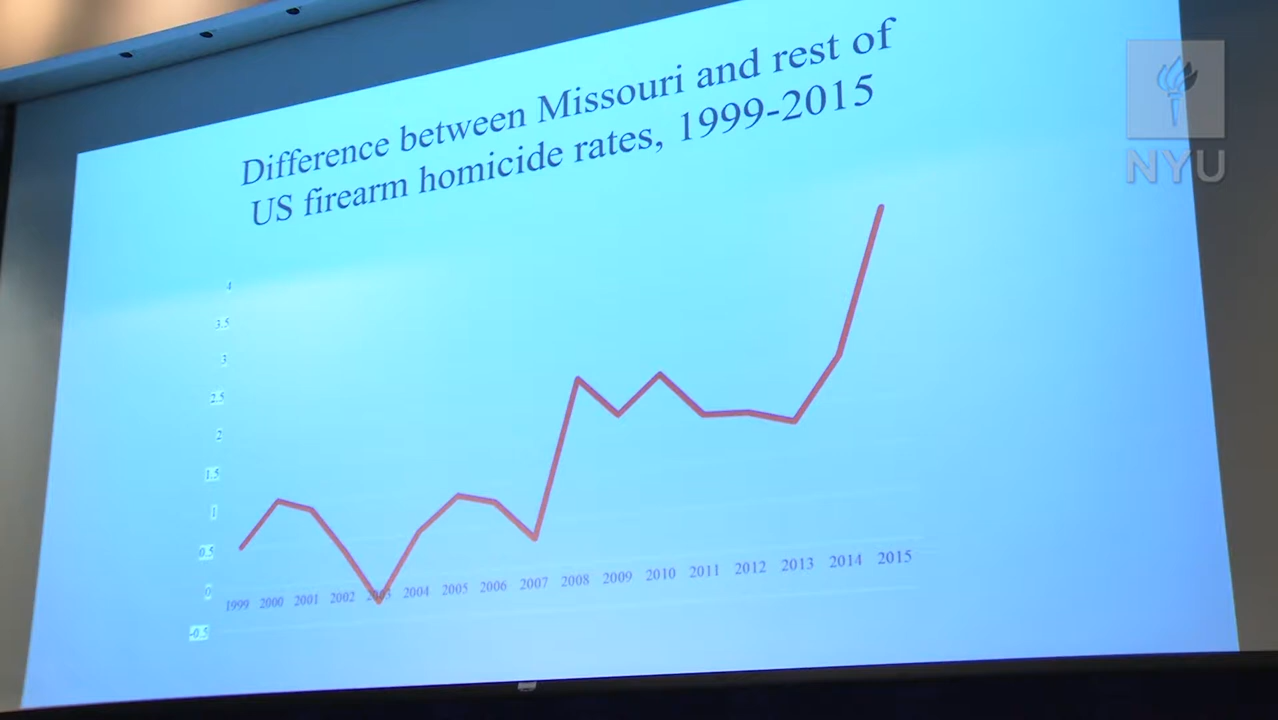 Difference between Missouri and rest of
US firearm homicide rates, 1999-2015
NYU
4
3.5
3
2.5
2
1.5
1
0.5
0
-0.5
1999 2000 2001 2002 2003 2004 2005 2006 2007 2008 2009 2010 2011 2012 2013 2014 2015